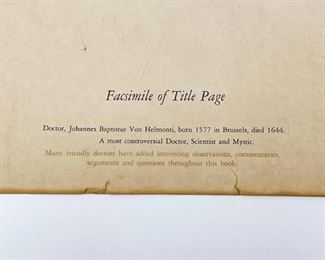 Facsimile of Title Page
Doctor, Johannes Baptistae Von Helmonti, born 1577 in Brussels, died 1644.
A most controversial Doctor, Scientist and Mystic.
Many friendly doctors have added interesting observations, commentaries,
arguments and questions throughout this book.